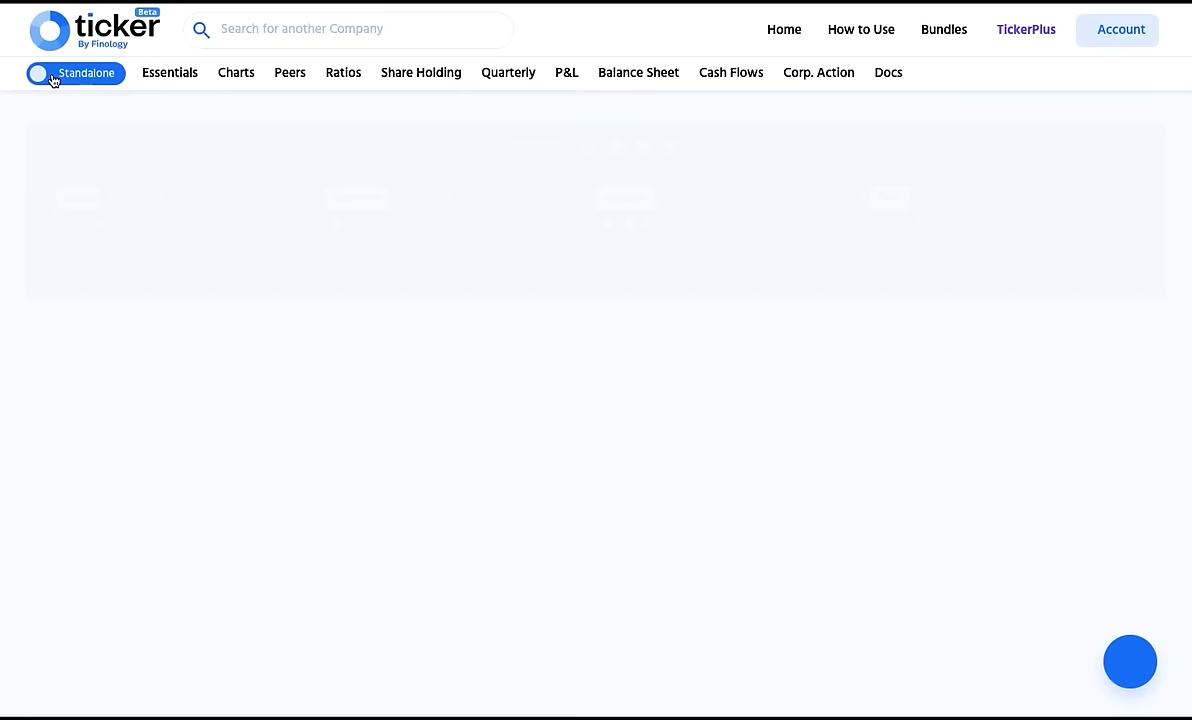 ticker Beta
By Finology
Search for another Company
Home How to Use Bundles TickerPlus Account
Standalone Essentials Charts Peers Ratios Share Holding Quarterly P&L Balance Sheet Cash Flows Corp. Action Docs